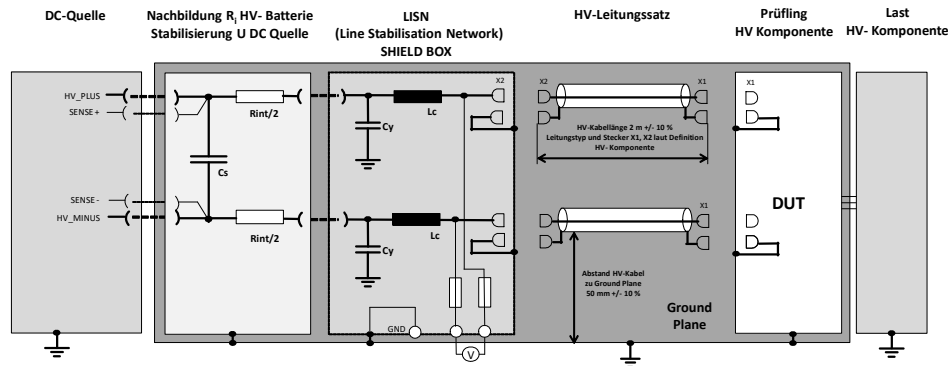 DC-Quelle
Nachbildung Ri HV- Batterie
Stabilisierung U DC Quelle
LISN
(Line Stabilisation Network)
SHIELD BOX
HV-Leitungssatz
Prüfling
HV Komponente
Last
HV- Komponente
HV_PLUS
SENSE+
SENSE-
HV_MINUS
Rint/2
Cs
Rint/2
Cy
Lc
Cy
Lc
X2
X2
X1
HV-Kabellänge 2 m +/- 10 %
Leitungstyp und Stecker X1, X2 laut Definition
HV- Komponente
X1
Abstand HV-Kabel
zu Ground Plane
50 mm +/- 10 %
Ground
Plane
X1
DUT
GND
V